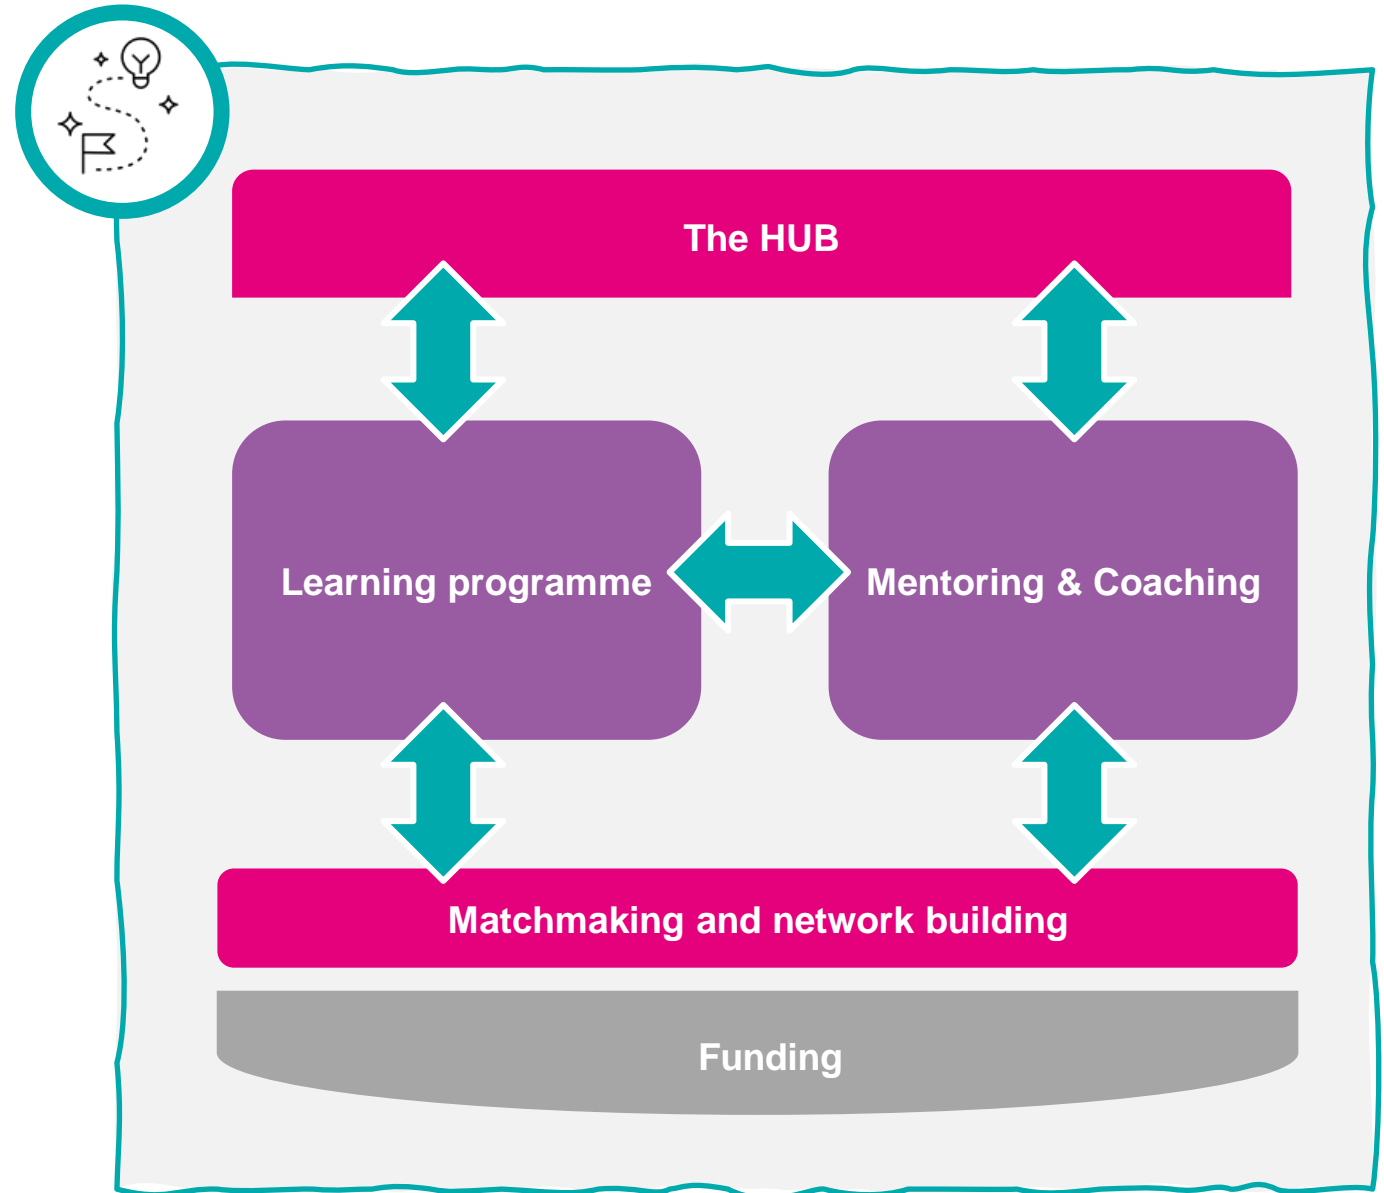 The HUB
Learning programme
Mentoring & Coaching
Matchmaking and network building
Funding